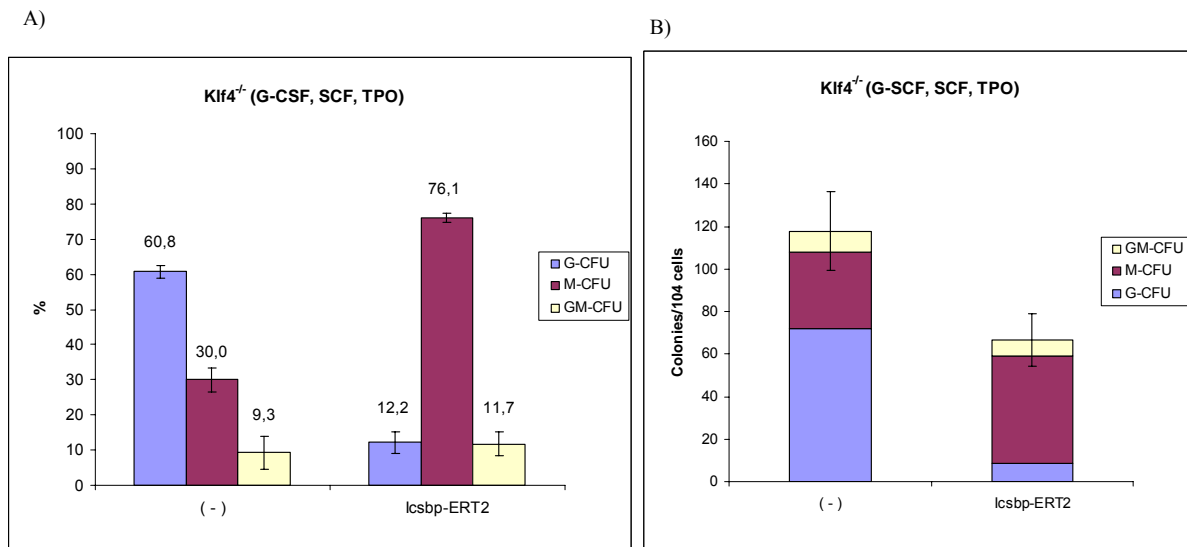 A)
Klf4-/- (G-CSF, SCF, TPO)
100
90
80
70
60
50
40
30
20
10
0
%
60,8
30,0
9,3
12,2
76,1
11,7
( - )
Icsbp-ERT2
G-CFU
M-CFU
GM-CFU
B)
Klf4-/- (G-SCF, SCF, TPO)
160
140
120
100
80
60
40
20
0
Colonies/104 cells
( - )
Icsbp-ERT2
GM-CFU
M-CFU
G-CFU